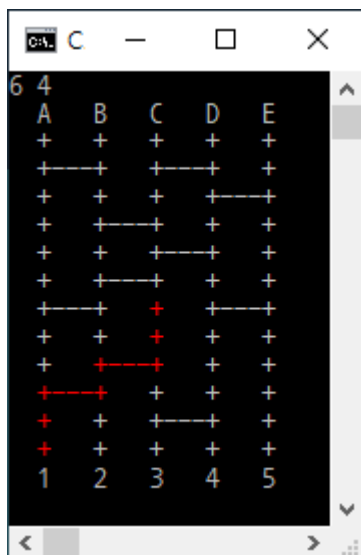 C
6 4
A B C D E
+ + + + +
+──+ +──+ +
+ + + +──+
+ +──+ + +
+ + +──+ +
+ +──+ + +
+──+ + +──+
+ + + + +
+ +──+ + +
+──+ + + +
+ + +──+ +
+ + + + +
1 2 3 4 5